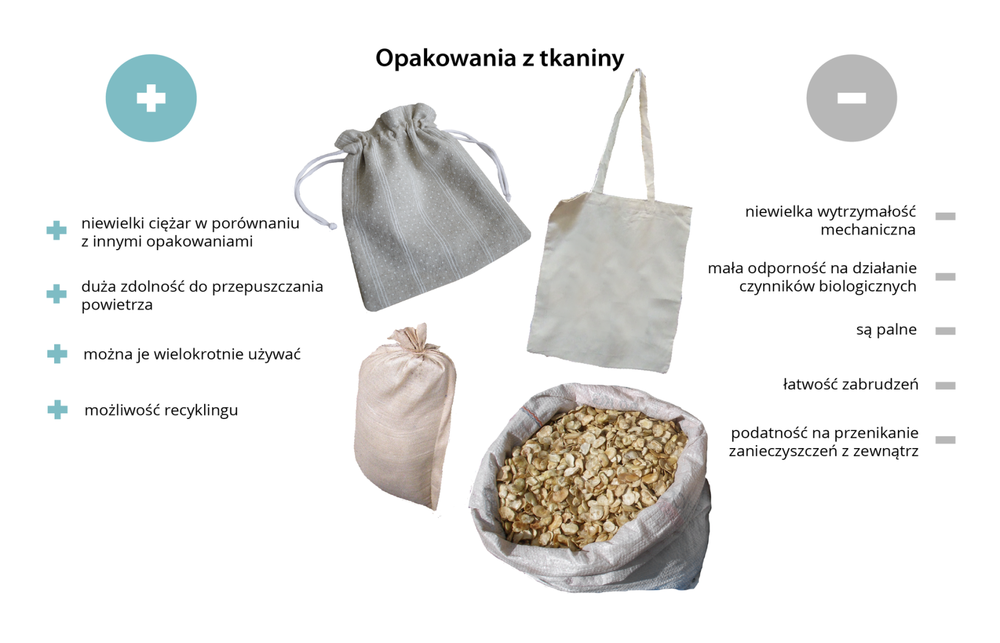 Opakowania z tkaniny
niewielki ciężar w porównaniu
z innymi opakowaniami
duża zdolność do przepuszczania
powietrza
można je wielokrotnie używać
możliwość recyklingu
niewielka wytrzymałość
mechaniczna
mała odporność na działanie
czynników biologicznych
są palne
łatwość zabrudzeń
podatność na przenikanie
zanieczyszczeń z zewnątrz